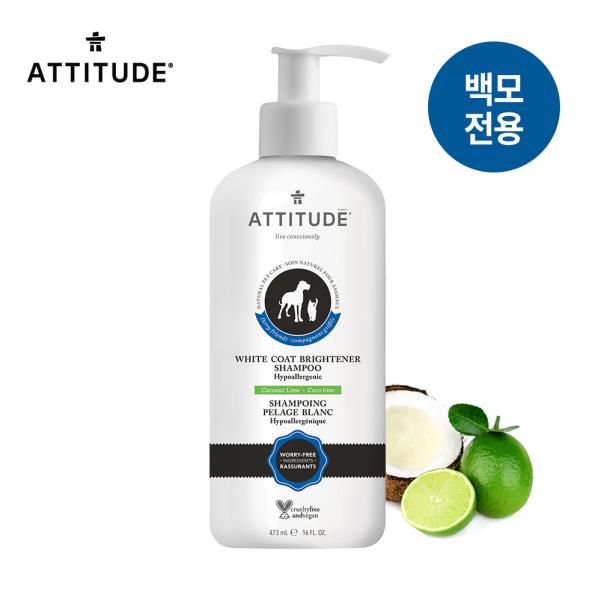 ATTITUDE®
백모
전용
ATTITUDE
live consciously
NATURAL PET CARE • SOIN NATUREL POUR ANIMAUX
furry friends • compagnons griffés
WHITE COAT BRIGHTENER
SHAMPOO
Hypoallergenic
Coconut Lime • Coco lime
SHAMPOING
PELAGE BLANC
Hypoallergénique
WORRY-FREE
• INGREDIENTS •
RASSURANTS
crueltyfree
andvegan
473 mL ℮ 16 FL. OZ.